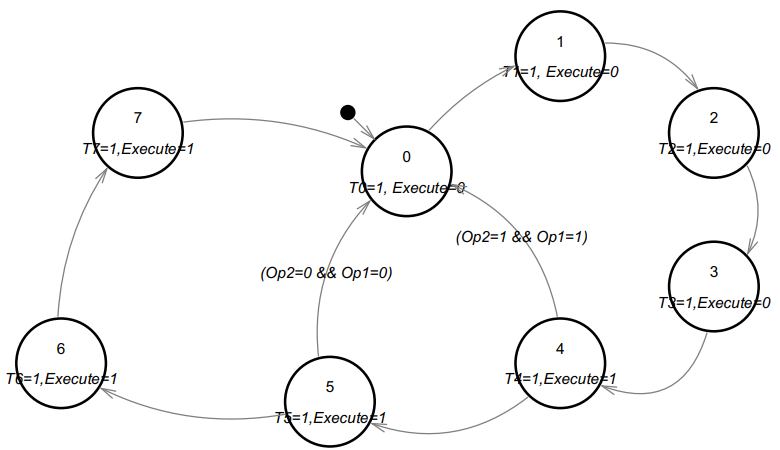 1
T1=1, Execute=0
2
T2=1,Execute=0
7
T7=1,Execute=1
0
T0=1, Execute=0
(Op2=1 && Op1=1)
(Op2=0 && Op1=0)
3
T3=1,Execute=0
4
T4=1,Execute=1
6
T6=1,Execute=1
5
T5=1,Execute=1